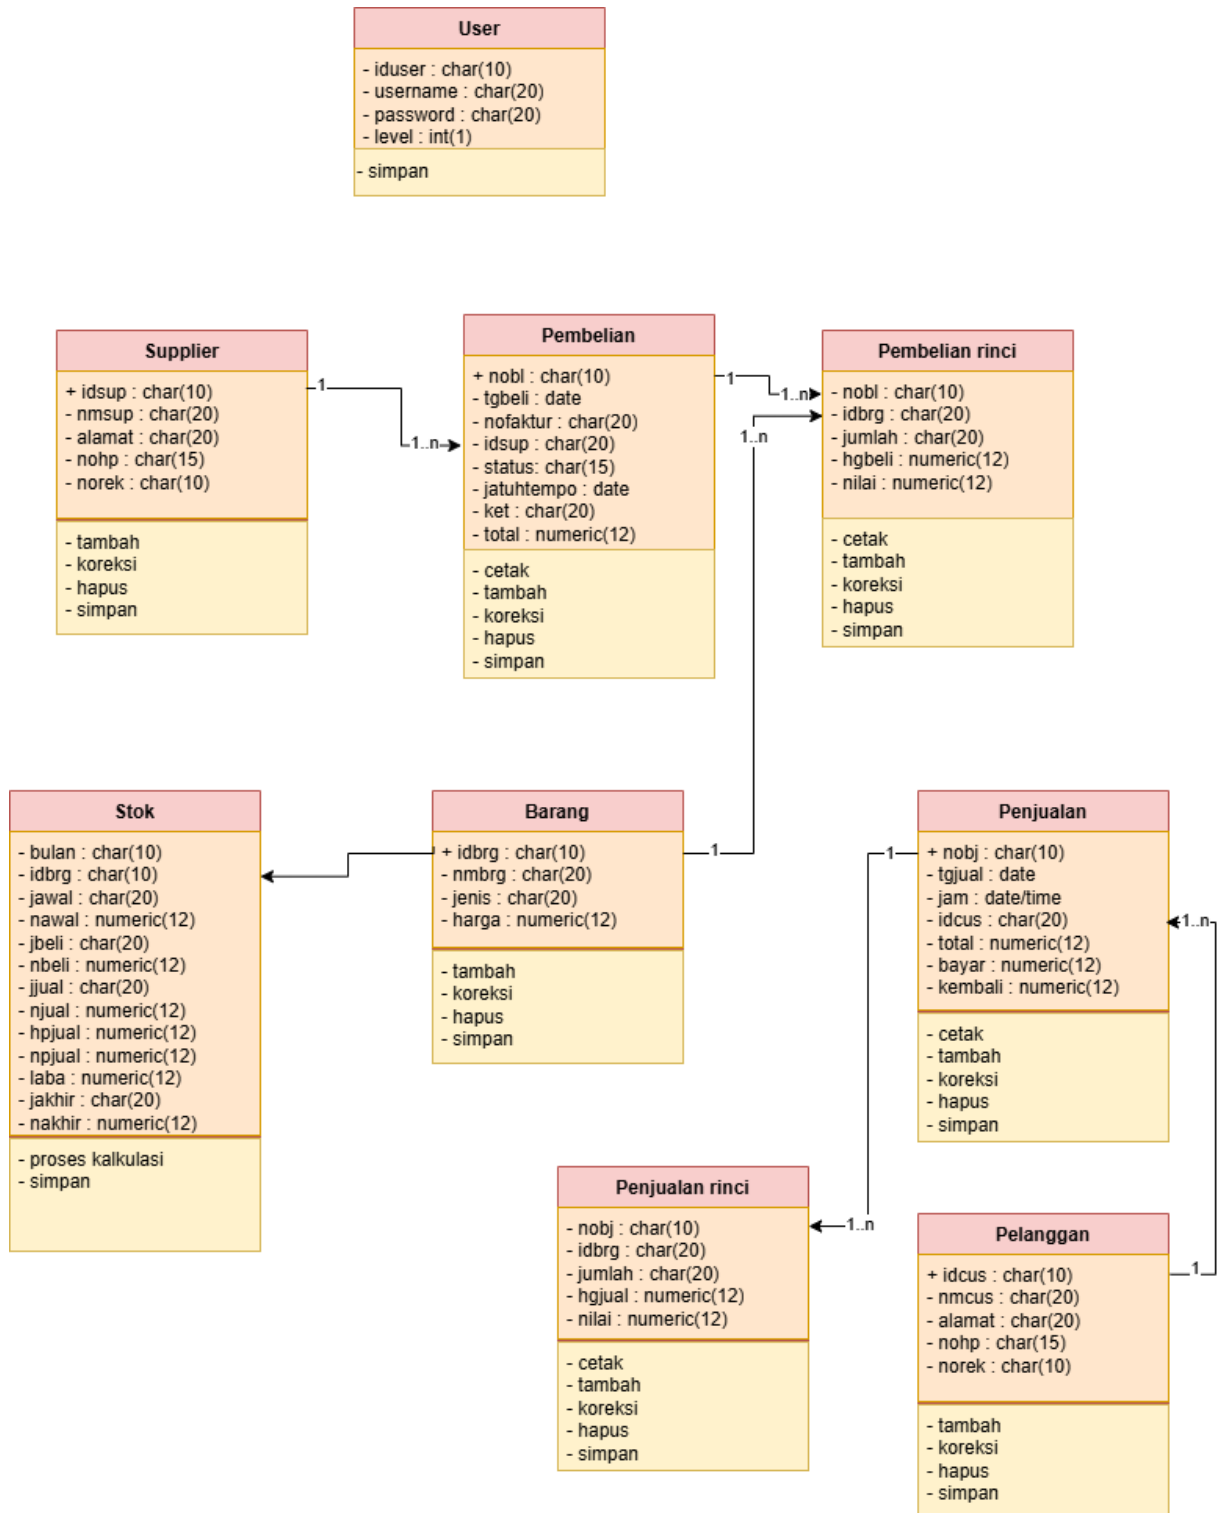 User
- iduser : char(10)
- username : char(20)
- password : char(20)
- level : int(1)
- simpan
Supplier
+ idsup : char(10)
- nmsup : char(20)
- alamat : char(20)
- nohp : char(15)
- norek : char(10)
- tambah
- koreksi
- hapus
- simpan
1
1..n
Pembelian
+ nobl : char(10)
- tgbeli : date
- nofaktur : char(20)
- idsup : char(20)
- status: char(15)
- jatuhtempo : date
- ket : char(20)
- total : numeric(12)
- cetak
- tambah
- koreksi
- hapus
- simpan
1
1..n
Pembelian rinci
- nobl : char(10)
- idbrg : char(20)
- jumlah : char(20)
- hgbeli : numeric(12)
- nilai : numeric(12)
- cetak
- tambah
- koreksi
- hapus
- simpan
1..n
Stok
- bulan : char(10)
- idbrg : char(10)
- jawal : char(20)
- nawal : numeric(12)
- jbeli : char(20)
- nbeli : numeric(12)
- jjual : char(20)
- njual : numeric(12)
- hpjual : numeric(12)
- npjual : numeric(12)
- laba : numeric(12)
- jakhir : char(20)
- nakhir : numeric(12)
- proses kalkulasi
- simpan
Barang
+ idbrg : char(10)
- nmbrg : char(20)
- jenis : char(20)
- harga : numeric(12)
- tambah
- koreksi
- hapus
- simpan
1
Penjualan
+ nobj : char(10)
- tgjual : date
- jam : date/time
- idcus : char(20)
- total : numeric(12)
- bayar : numeric(12)
- kembali : numeric(12)
- cetak
- tambah
- koreksi
- hapus
- simpan
1
1..n
Penjualan rinci
- nobj : char(10)
- idbrg : char(20)
- jumlah : char(20)
- hgjual : numeric(12)
- nilai : numeric(12)
- cetak
- tambah
- koreksi
- hapus
- simpan
1..n
Pelanggan
+ idcus : char(10)
- nmcus : char(20)
- alamat : char(20)
- nohp : char(15)
- norek : char(10)
- tambah
- koreksi
- hapus
- simpan
1